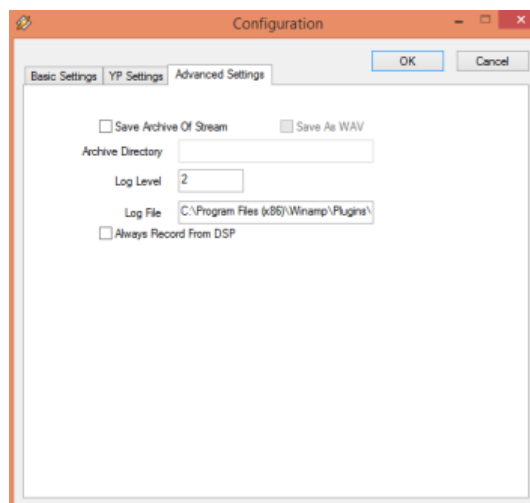 Configuration
OK Cancel
Basic Settings YP Settings Advanced Settings
Save Archive Of Stream Save As WAV
Archive Directory
Log Level 2
Log File C:\Program Files (x86)\Winamp\Plugins\
Always Record From DSP